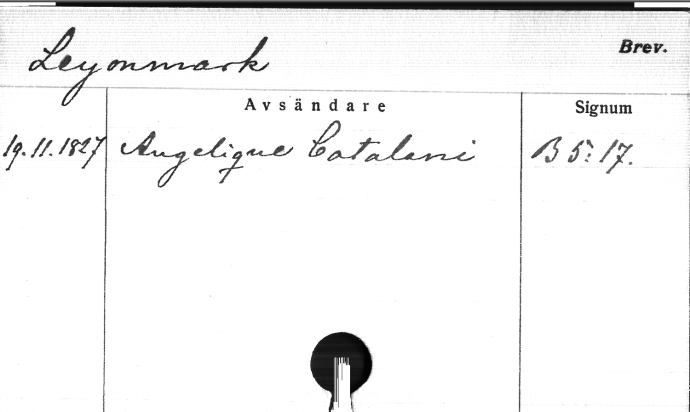 Leyonmark Brev.
Avsändare Signum
19.11.1827 Angelique Catalani B 5: 17.